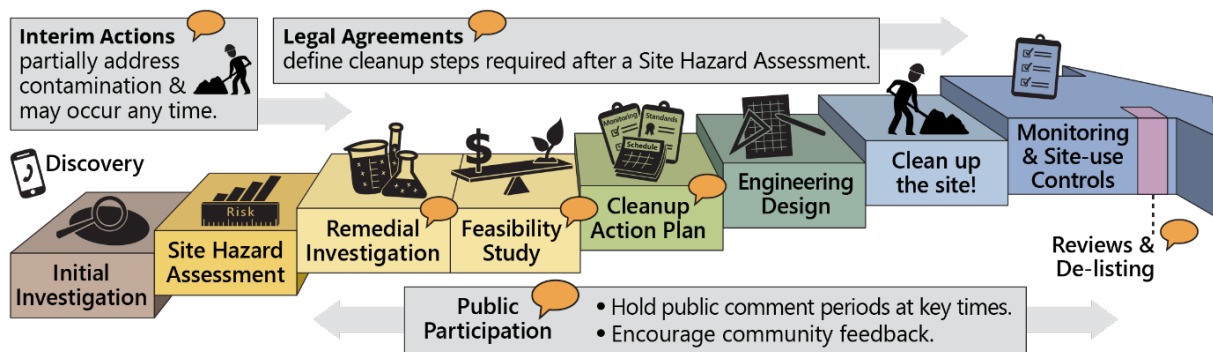 Interim Actions
partially address
contamination &
may occur any time.
Legal Agreements
define cleanup steps required after a Site Hazard Assessment.
Discovery
Initial
Investigation
Risk
Site Hazard
Assessment
Remedial
Investigation
$
Feasibility
Study
Monitoring
Standards
Schedule
Cleanup
Action Plan
Engineering
Design
Clean up
the site!
Monitoring
& Site-use
Controls
Reviews &
De-listing
Public
Participation
• Hold public comment periods at key times.
• Encourage community feedback.